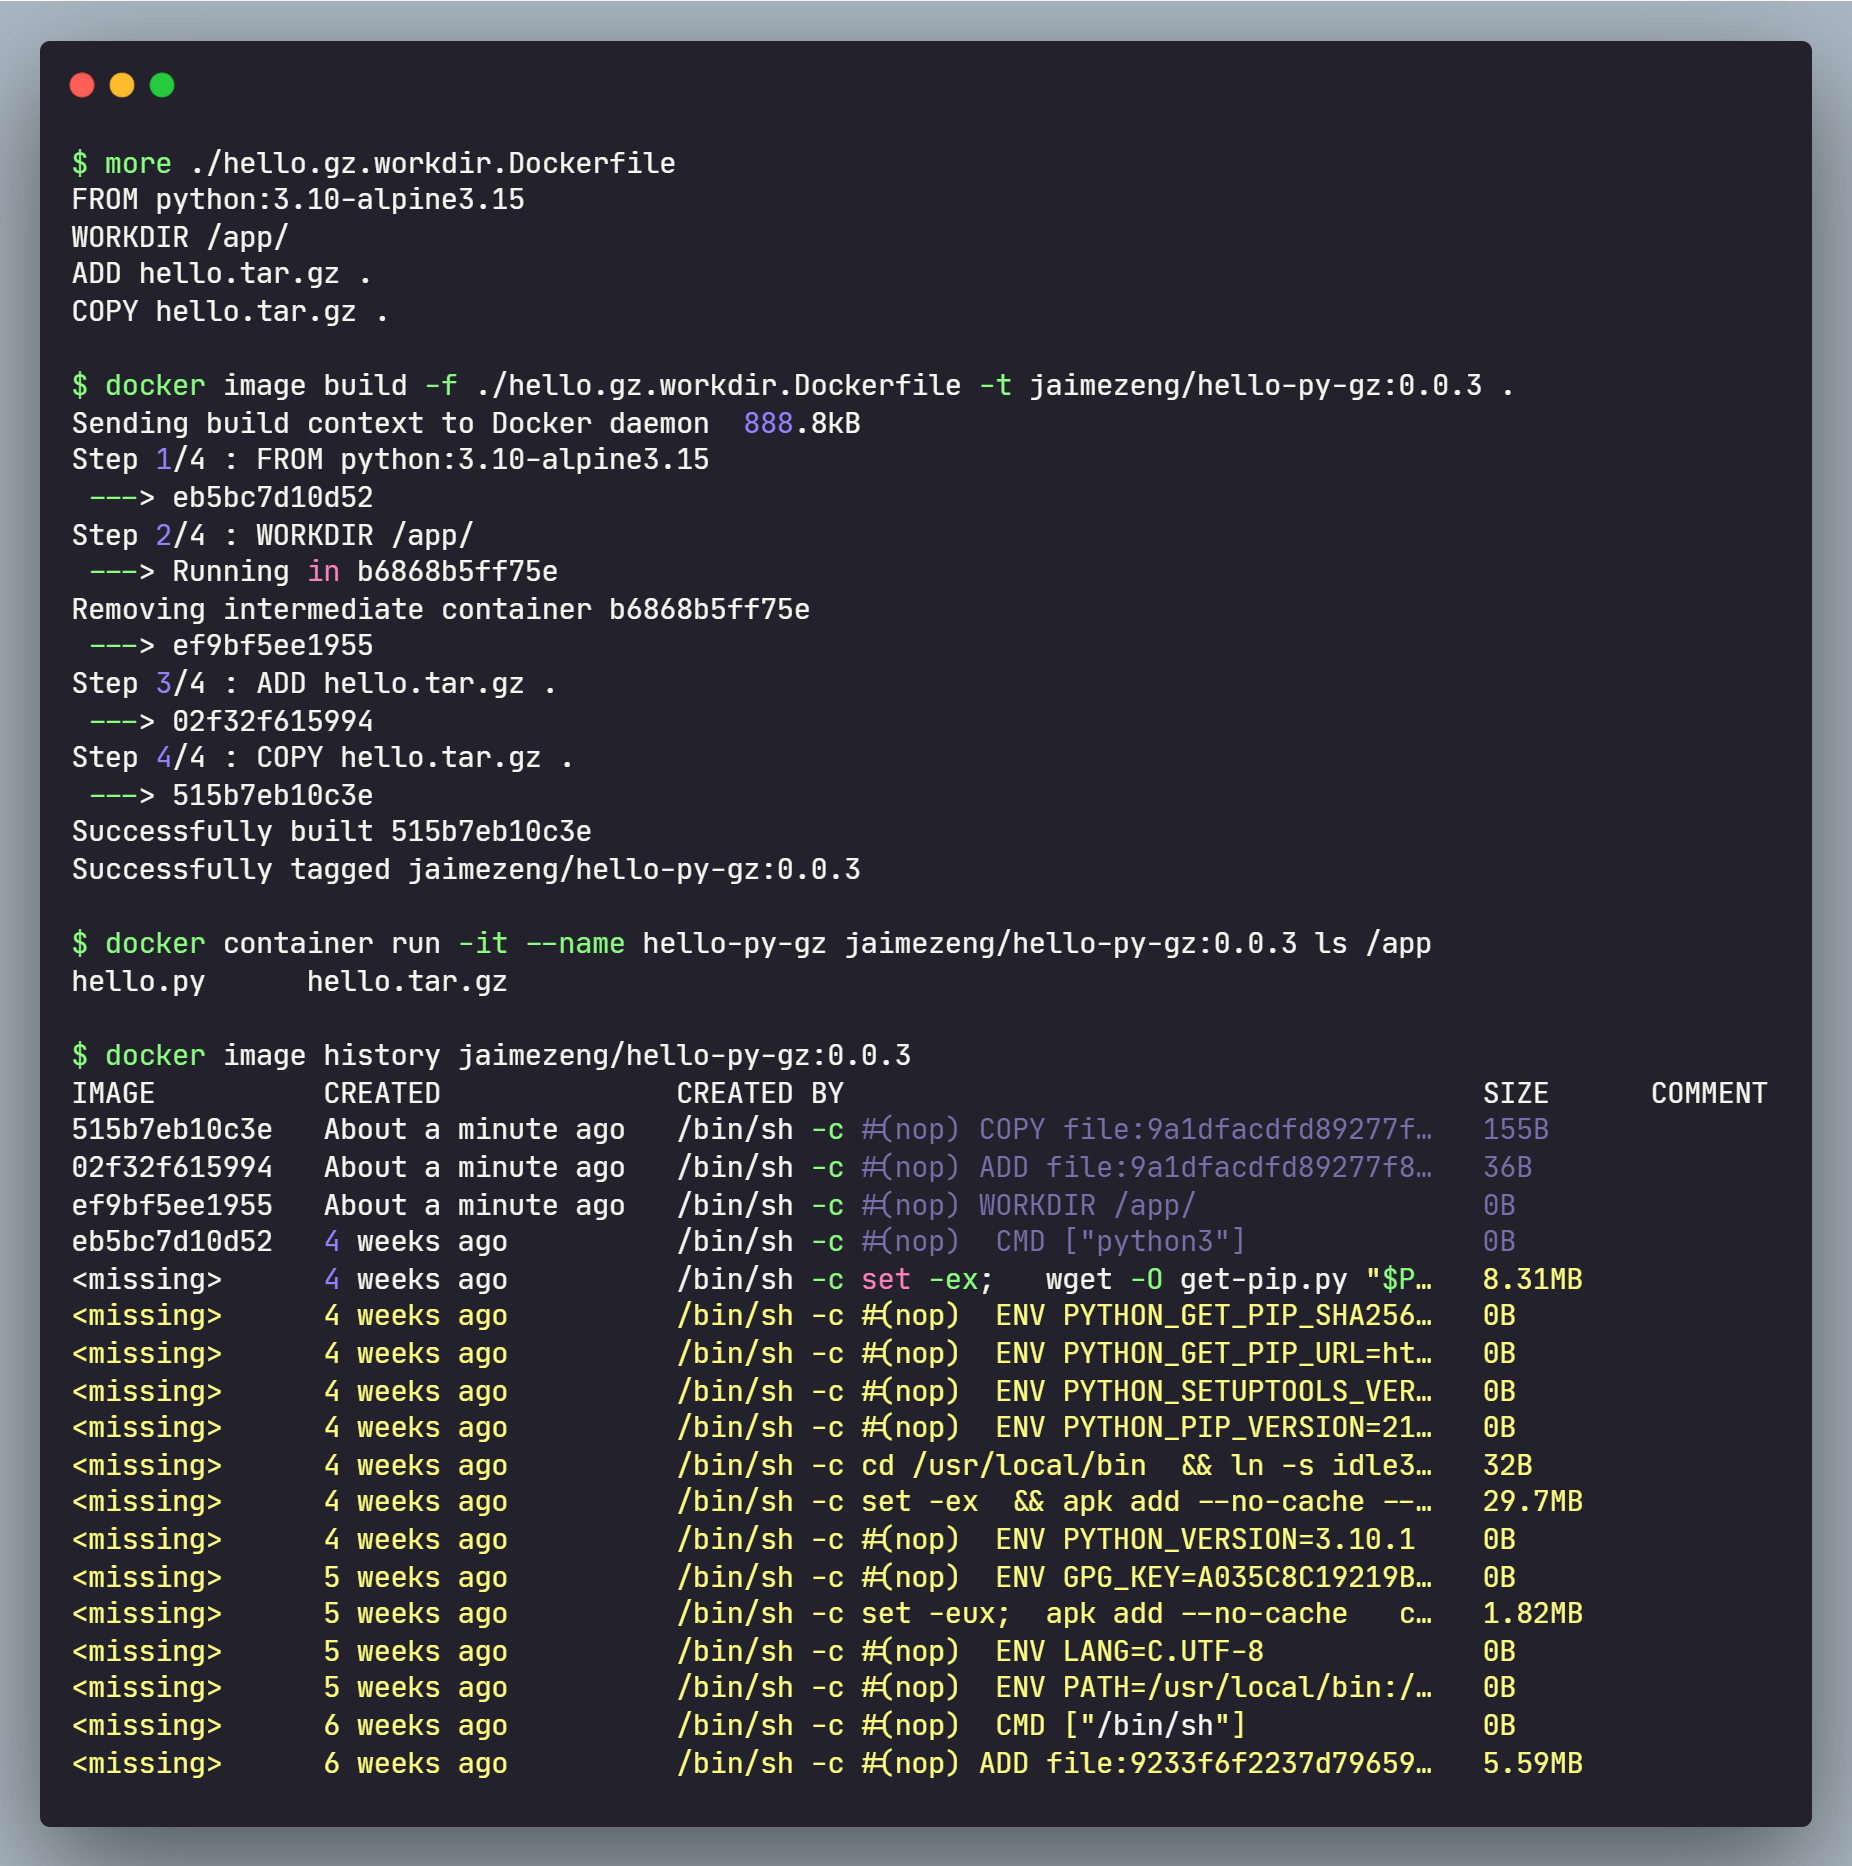 $ more ./hello.gz.workdir.Dockerfile
FROM python:3.10-alpine3.15
WORKDIR /app/
ADD hello.tar.gz .
COPY hello.tar.gz .
$ docker image build -f ./hello.gz.workdir.Dockerfile -t jaimezeng/hello-py-gz:0.0.3 .
Sending build context to Docker daemon  888.8kB
Step 1/4 : FROM python:3.10-alpine3.15
 ---> eb5bc7d10d52
Step 2/4 : WORKDIR /app/
 ---> Running in b6868b5ff75e
Removing intermediate container b6868b5ff75e
 ---> ef9bf5ee1955
Step 3/4 : ADD hello.tar.gz .
 ---> 02f32f615994
Step 4/4 : COPY hello.tar.gz .
 ---> 515b7eb10c3e
Successfully built 515b7eb10c3e
Successfully tagged jaimezeng/hello-py-gz:0.0.3
$ docker container run -it --name hello-py-gz jaimezeng/hello-py-gz:0.0.3 ls /app
hello.py      hello.tar.gz
$ docker image history jaimezeng/hello-py-gz:0.0.3
IMAGE          CREATED              CREATED BY                                      SIZE      COMMENT
515b7eb10c3e   About a minute ago   /bin/sh -c #(nop) COPY file:9a1dfacdfd89277f…   155B
02f32f615994   About a minute ago   /bin/sh -c #(nop) ADD file:9a1dfacdfd89277f8…   36B
ef9bf5ee1955   About a minute ago   /bin/sh -c #(nop) WORKDIR /app/                 0B
eb5bc7d10d52   4 weeks ago          /bin/sh -c #(nop)  CMD ["python3"]              0B
<missing>      4 weeks ago          /bin/sh -c set -ex;   wget -O get-pip.py "$P…   8.31MB
<missing>      4 weeks ago          /bin/sh -c #(nop)  ENV PYTHON_GET_PIP_SHA256…   0B
<missing>      4 weeks ago          /bin/sh -c #(nop)  ENV PYTHON_GET_PIP_URL=ht…   0B
<missing>      4 weeks ago          /bin/sh -c #(nop)  ENV PYTHON_SETUPTOOLS_VER…   0B
<missing>      4 weeks ago          /bin/sh -c #(nop)  ENV PYTHON_PIP_VERSION=21…   0B
<missing>      4 weeks ago          /bin/sh -c cd /usr/local/bin  && ln -s idle3…   32B
<missing>      4 weeks ago          /bin/sh -c set -ex  && apk add --no-cache --…   29.7MB
<missing>      4 weeks ago          /bin/sh -c #(nop)  ENV PYTHON_VERSION=3.10.1    0B
<missing>      5 weeks ago          /bin/sh -c #(nop)  ENV GPG_KEY=A035C8C19219B…   0B
<missing>      5 weeks ago          /bin/sh -c set -eux;  apk add --no-cache   c…   1.82MB
<missing>      5 weeks ago          /bin/sh -c #(nop)  ENV LANG=C.UTF-8             0B
<missing>      5 weeks ago          /bin/sh -c #(nop)  ENV PATH=/usr/local/bin:/…   0B
<missing>      6 weeks ago          /bin/sh -c #(nop)  CMD ["/bin/sh"]              0B
<missing>      6 weeks ago          /bin/sh -c #(nop) ADD file:9233f6f2237d79659…   5.59MB